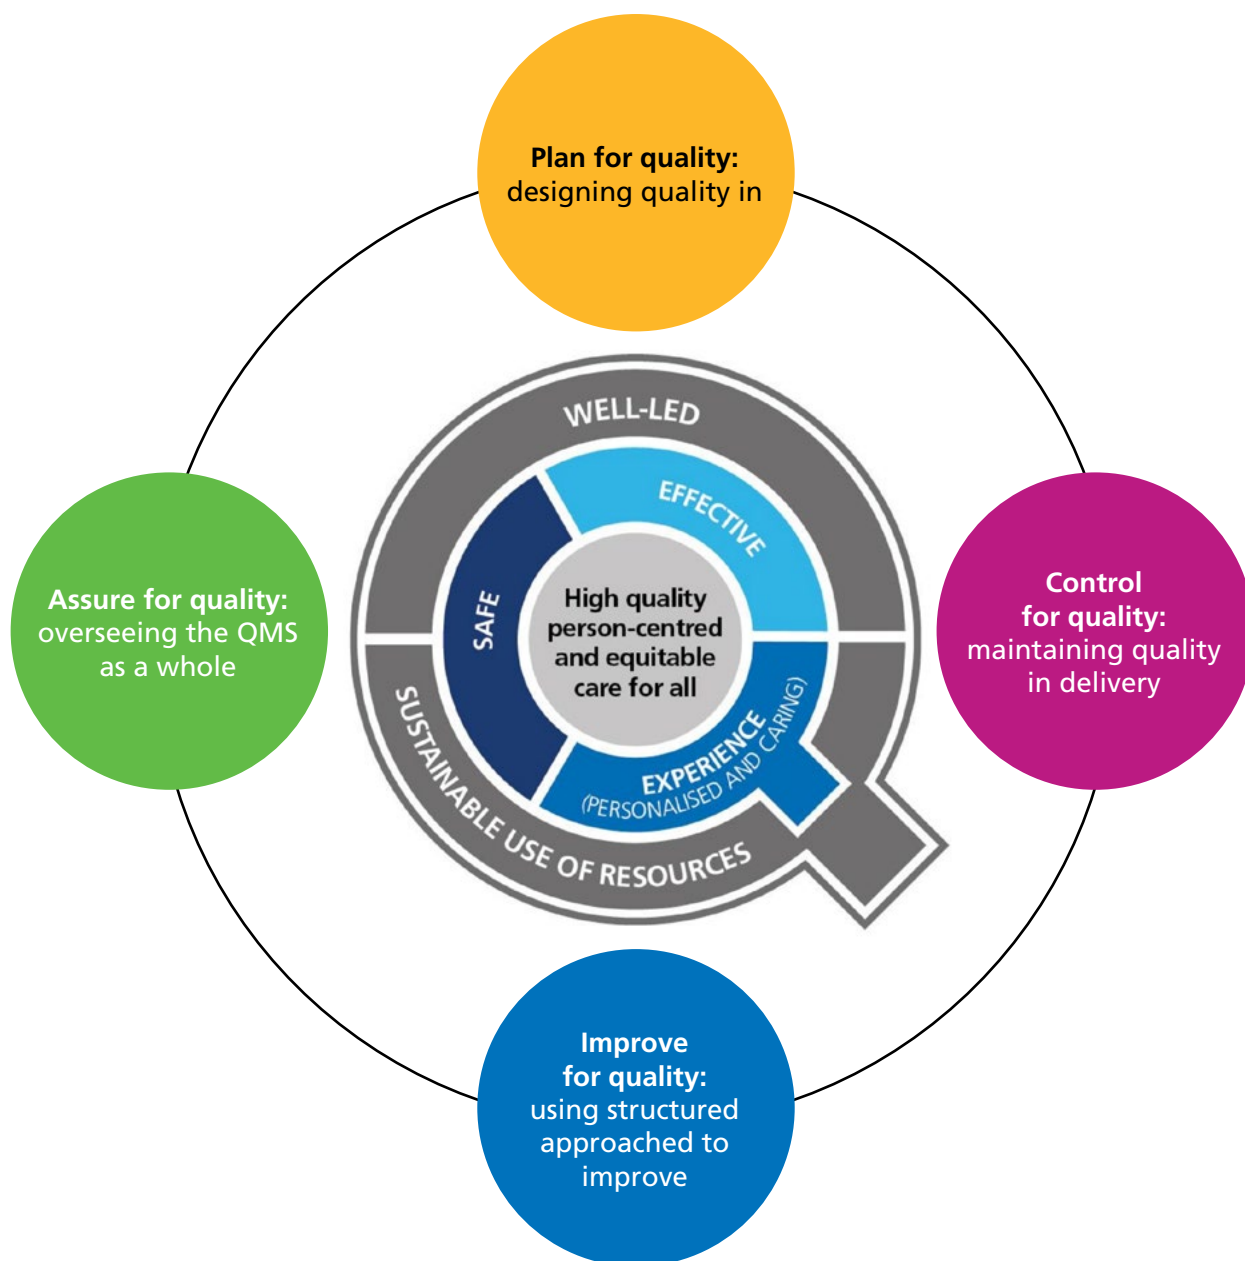 Plan for quality:
designing quality in
WELL-LED
EFFECTIVE
SAFE
High quality
person-centred
and equitable
care for all
EXPERIENCE
(PERSONALISED AND CARING)
SUSTAINABLE USE OF RESOURCES
Assure for quality:
overseeing the QMS
as a whole
Control
for quality:
maintaining quality
in delivery
Improve
for quality:
using structured
approached to
improve